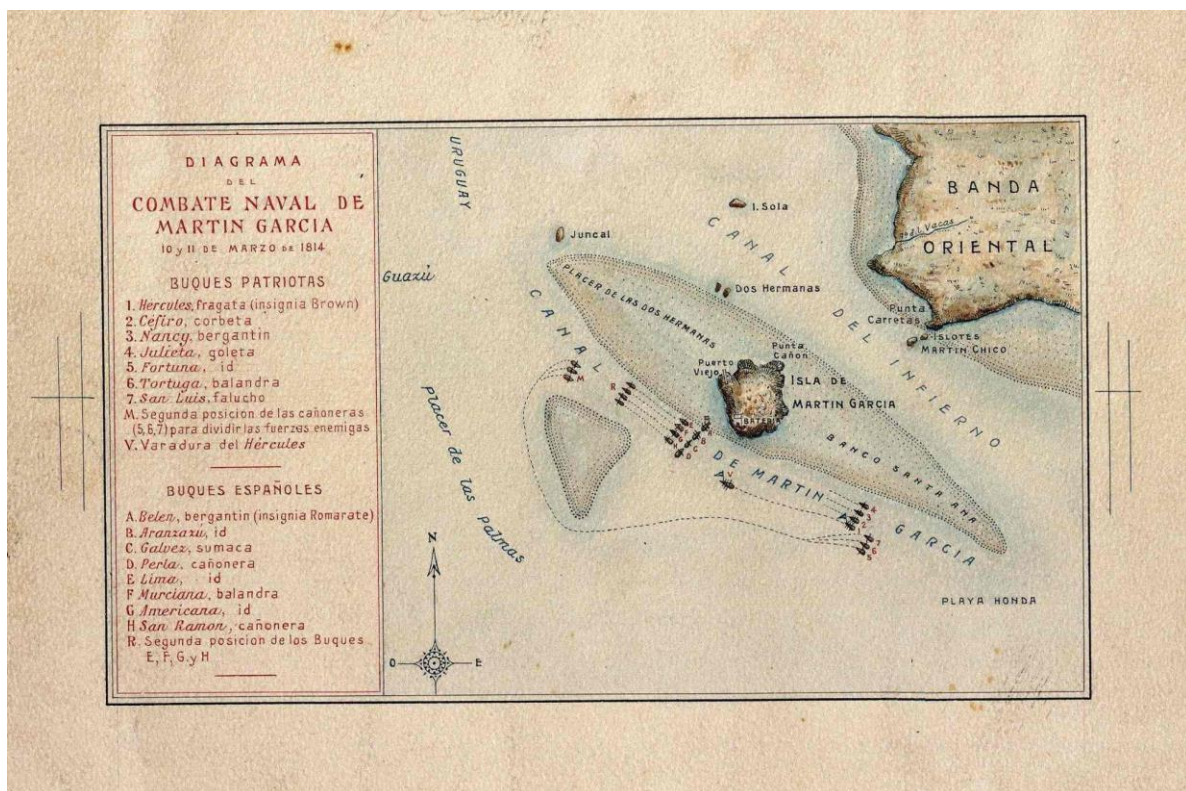 DIAGRAMA
DEL
COMBATE NAVAL DE
MARTIN GARCIA
10 y 11 DE MARZO DE 1814
BUQUES PATRIOTAS
1. Hercules, fragata (insignia Brown)
2. Céfiro, corbeta
3. Nancy, bergantin
4. Julieta, goleta
5. Fortuna, id
6. Tortuga, balandra
7. San Luis, falucho
M. Segunda posicion de las cañoneras
(5,6,7) para dividir las fuerzas enemigas
V. Varadura del Hércules
BUQUES ESPAÑOLES
A. Belen, bergantin (insignia Romarate)
B. Aranzazu, id
C. Galvez, sumaca
D. Perla, cañonera
E Lima, id
F Murciana, balandra
G Americana, id
H San Ramon, cañonera
R. Segunda posicion de los Buques
E, F, G. y H
URUGUAY
Guazú
Juncal
I. Sola
CANAL DEL INFIERNO
BANDA
ORIENTAL
Vacas
PLACER DE LAS DOS HERMANAS
Dos Hermanas
Punta
Carretas
ISLOTES
MARTIN CHICO
Puerto
Viejo
Punta
Cañon
ISLA DE
MARTIN GARCIA
BATERIA
CANAL DE MARTIN GARCIA
BANCO SANTA ANA
placer de las Palmas
M
R
V
PLAYA HONDA
N
O
E